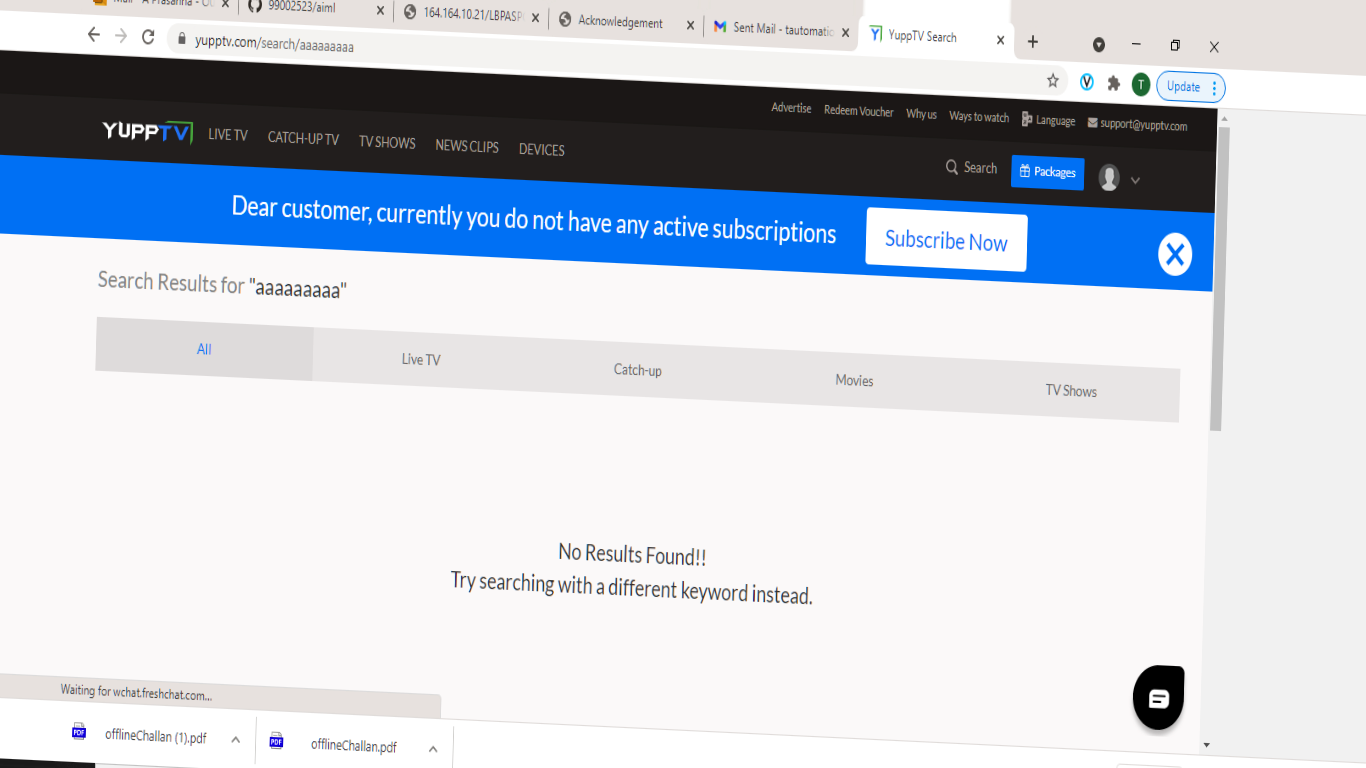 Mail - A Prasanna - Ou
99002523/aiml
164.164.10.21/LBPASP
Acknowledgement
Sent Mail - tautomatic
YuppTV Search
yupptv.com/search/aaaaaaaaa
T
Update
Advertise Redeem Voucher Why us Ways to watch Language support@yupptv.com
YUPPTV LIVE TV CATCH-UP TV TV SHOWS NEWS CLIPS DEVICES
Search Packages
Dear customer, currently you do not have any active subscriptions Subscribe Now
Search Results for "aaaaaaaaa"
All Live TV Catch-up Movies TV Shows
No Results Found!!
Try searching with a different keyword instead.
Waiting for wchat.freshchat.com...
PDF offlineChallan (1).pdf
PDF offlineChallan.pdf